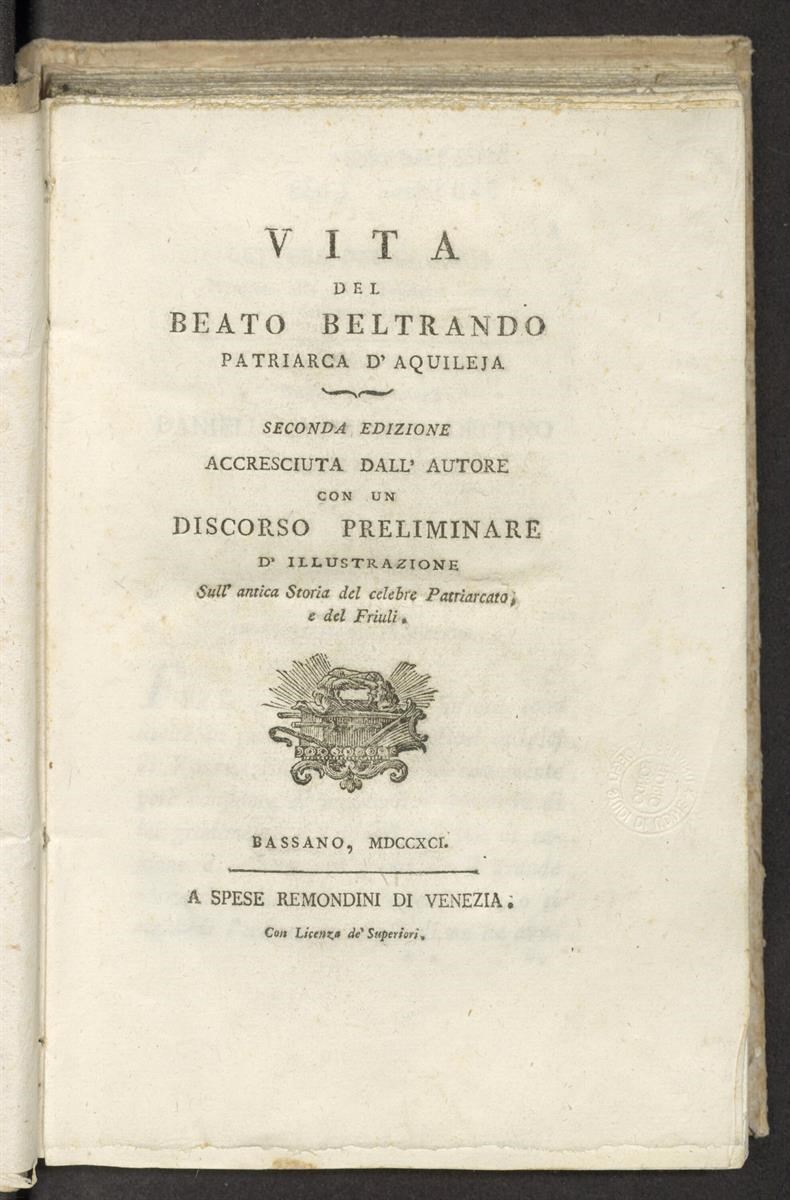 VITA
DEL
BEATO BELTRANDO
PATRIARCA D' AQUILEJA
SECONDA EDIZIONE
ACCRESCIUTA DALL' AUTORE
CON UN
DISCORSO PRELIMINARE
D' ILLUSTRAZIONE
Sull' antica Storia del celebre Patriarcato,
e del Friuli.
BASSANO, MDCCXCI.
A SPESE REMONDINI DI VENEZIA.
Con Licenza de' Superiori.